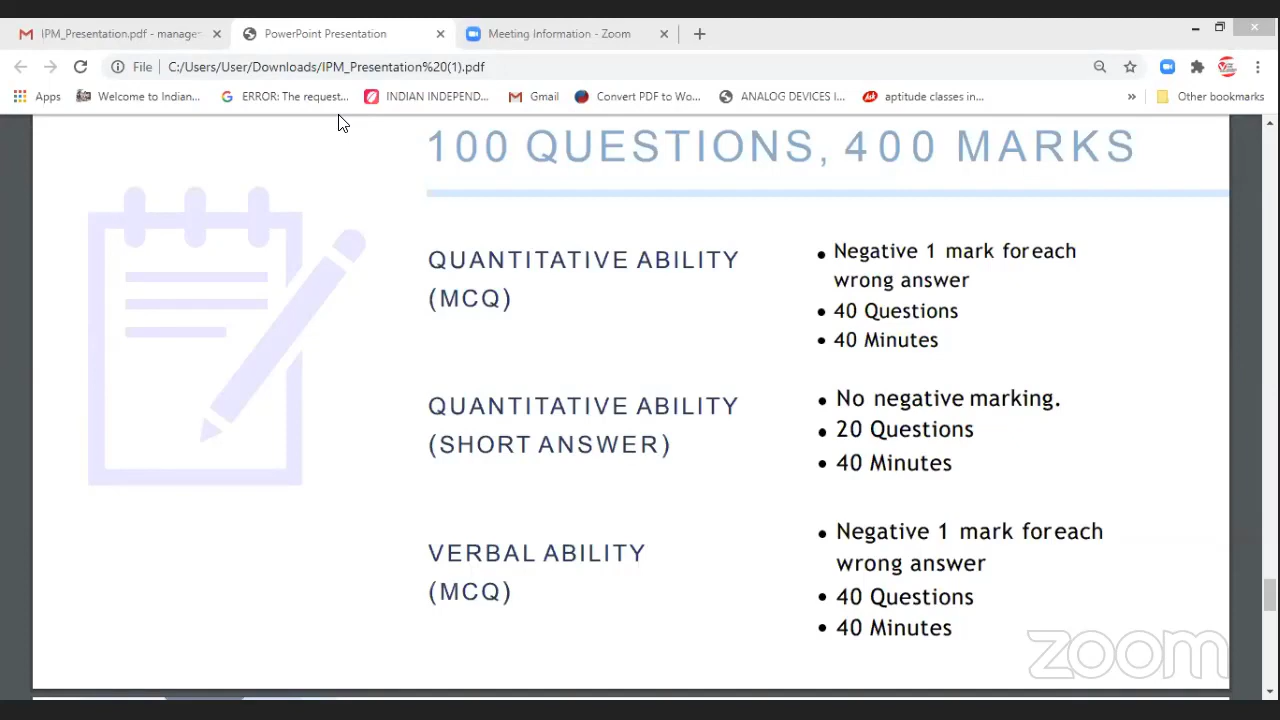 IPM_Presentation.pdf - manage
PowerPoint Presentation
Meeting Information - Zoom
File
C:/Users/User/Downloads/IPM_Presentation%20(1).pdf
Apps
Welcome to Indian...
ERROR: The request...
INDIAN INDEPEND...
Gmail
Convert PDF to Wo...
ANALOG DEVICES I...
aptitude classes in...
»
Other bookmarks
100 QUESTIONS, 400 MARKS
QUANTITATIVE ABILITY
(MCQ)
• Negative 1 mark foreach
wrong answer
• 40 Questions
• 40 Minutes
QUANTITATIVE ABILITY
(SHORT ANSWER)
• No negative marking.
• 20 Questions
• 40 Minutes
VERBAL ABILITY
(MCQ)
• Negative 1 mark foreach
wrong answer
• 40 Questions
• 40 Minutes
zoom